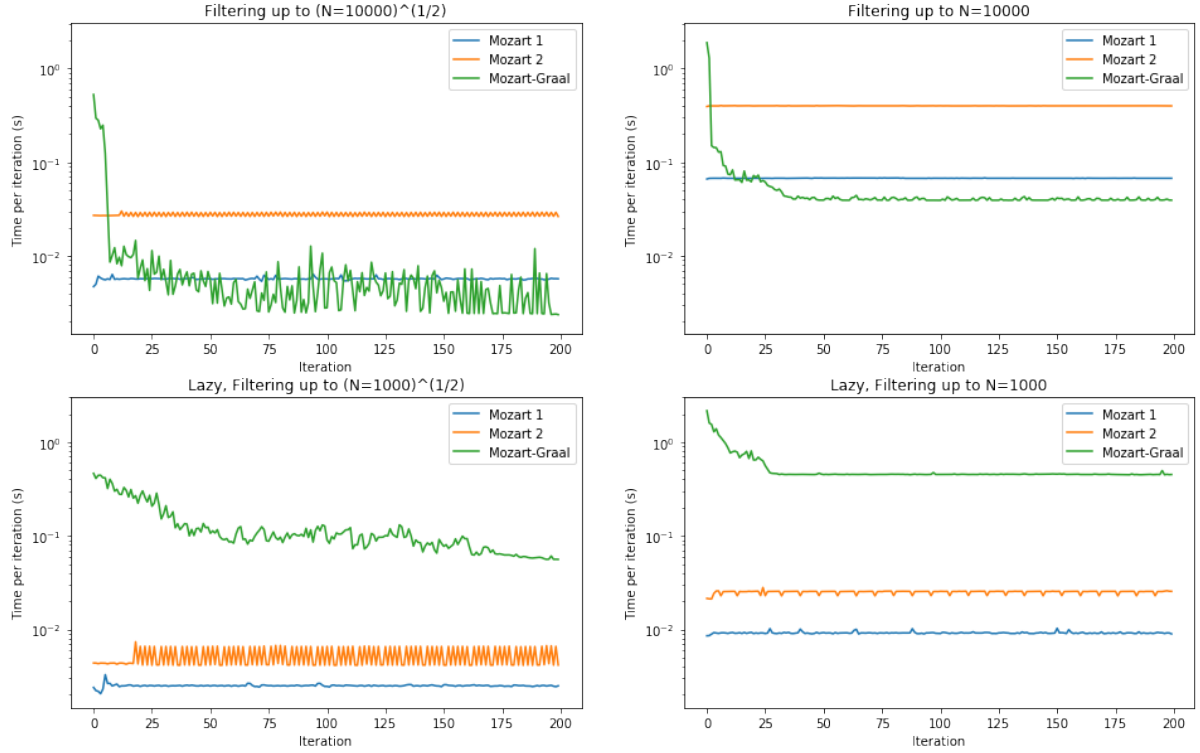 Filtering up to (N=10000)^(1/2)
Time per iteration (s)
10^0
10^-1
10^-2
Mozart 1
Mozart 2
Mozart-Graal
0 25 50 75 100 125 150 175 200
Iteration
Filtering up to N=10000
Time per iteration (s)
10^0
10^-1
10^-2
Mozart 1
Mozart 2
Mozart-Graal
0 25 50 75 100 125 150 175 200
Iteration
Lazy, Filtering up to (N=1000)^(1/2)
Time per iteration (s)
10^0
10^-1
10^-2
Mozart 1
Mozart 2
Mozart-Graal
0 25 50 75 100 125 150 175 200
Iteration
Lazy, Filtering up to N=1000
Time per iteration (s)
10^0
10^-1
10^-2
Mozart 1
Mozart 2
Mozart-Graal
0 25 50 75 100 125 150 175 200
Iteration